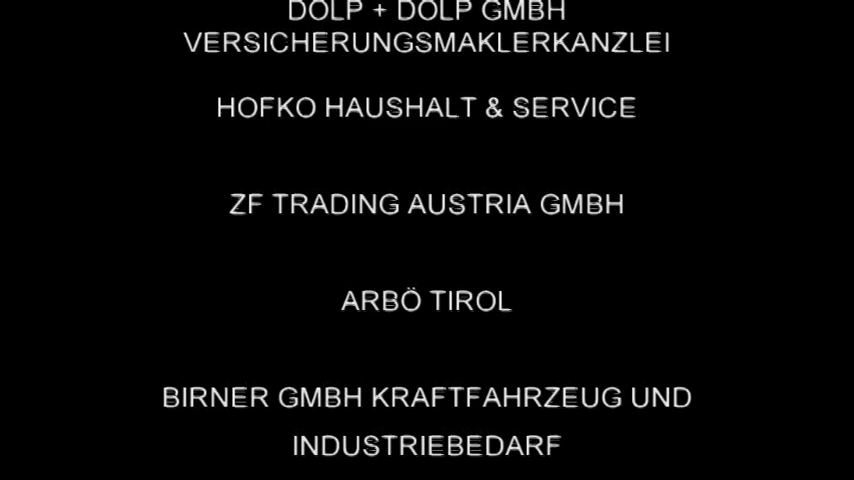 DOLP + DOLP GMBH
VERSICHERUNGSMAKLERKANZLEI
HOFKO HAUSHALT & SERVICE
ZF TRADING AUSTRIA GMBH
ARBÖ TIROL
BIRNER GMBH KRAFTFAHRZEUG UND
INDUSTRIEBEDARF